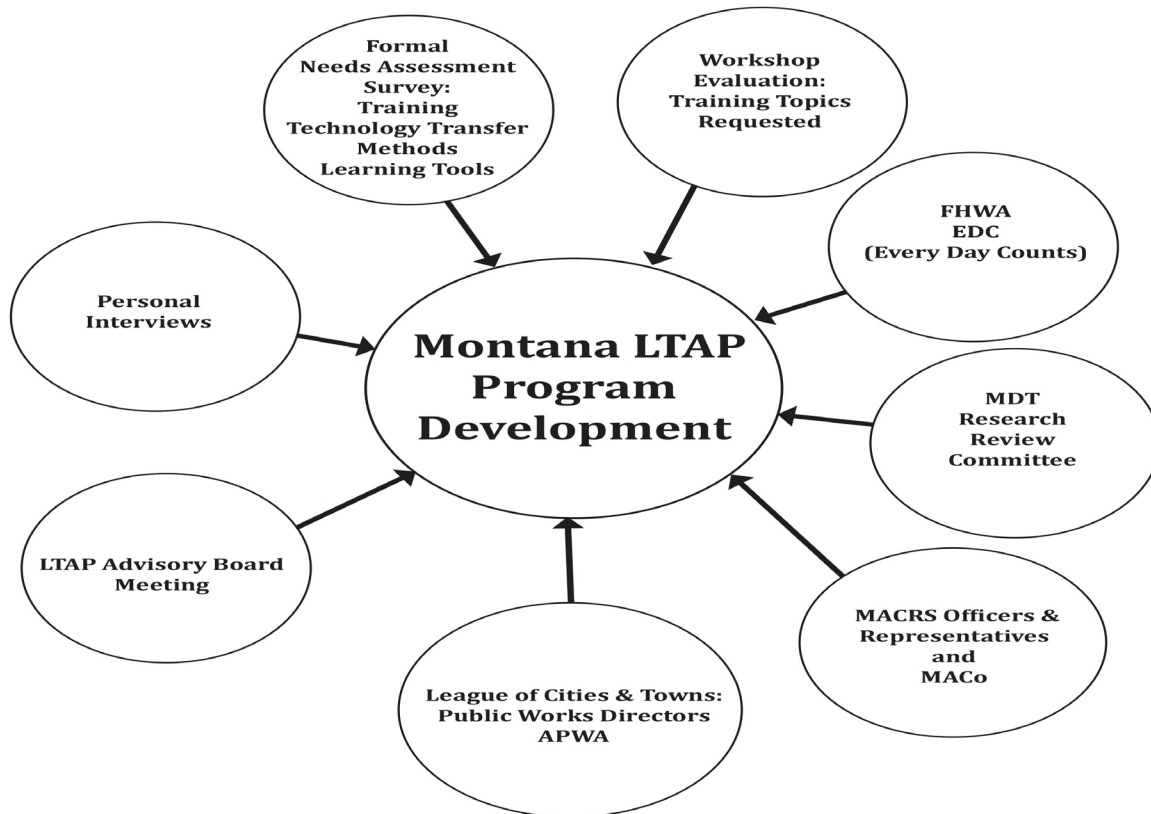 Formal
Needs Assessment
Survey:
Training
Technology Transfer
Methods
Learning Tools
Workshop
Evaluation:
Training Topics
Requested
FHWA
EDC
(Every Day Counts)
Personal
Interviews
Montana LTAP
Program
Development
MDT
Research
Review
Committee
LTAP Advisory Board
Meeting
MACRS Officers &
Representatives
and
MACo
League of Cities & Towns:
Public Works Directors
APWA